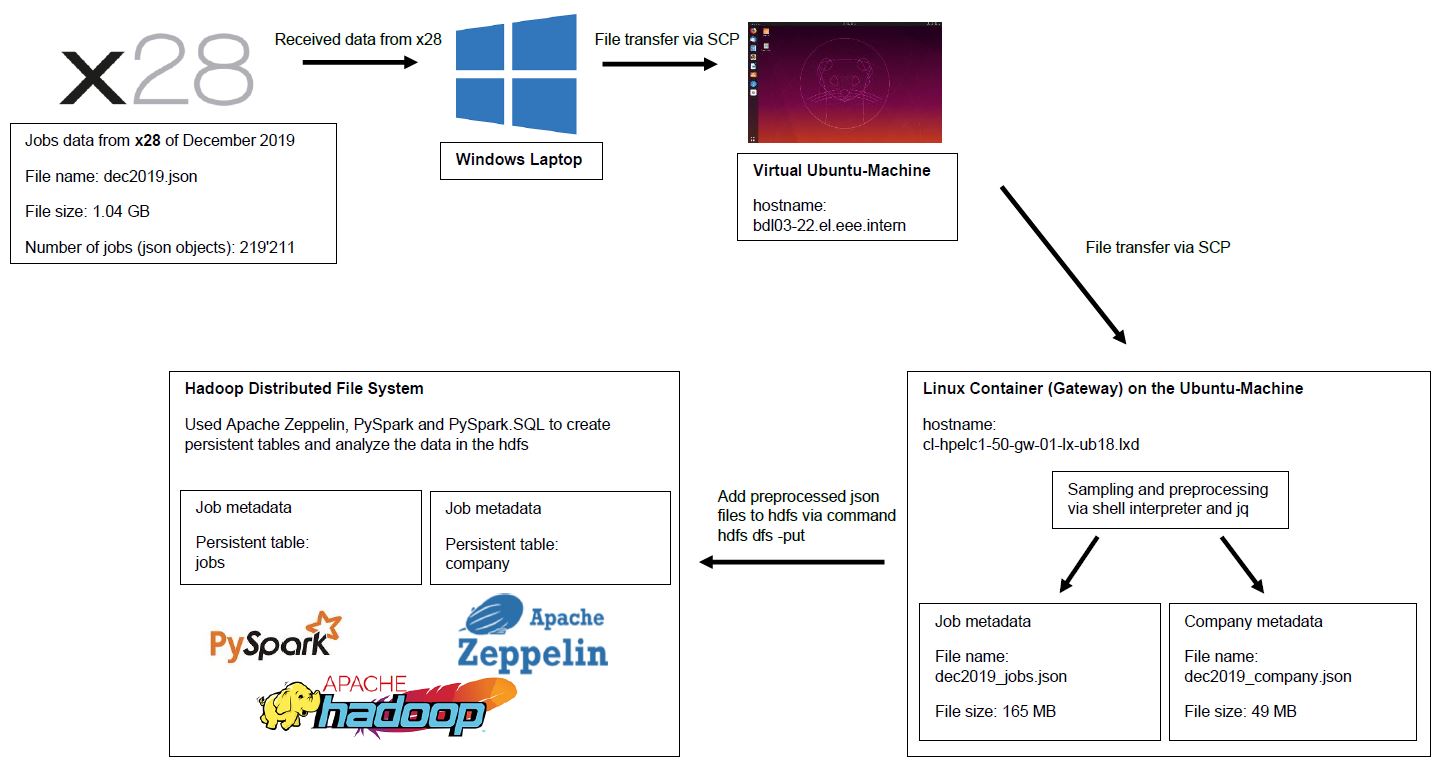 x28
Received data from x28
File transfer via SCP
Jobs data from x28 of December 2019
File name: dec2019.json
File size: 1.04 GB
Number of jobs (json objects): 219'211
Windows Laptop
Virtual Ubuntu-Machine
hostname:
bdl03-22.el.eee.intern
File transfer via SCP
Linux Container (Gateway) on the Ubuntu-Machine
hostname:
cl-hpelc1-50-gw-01-lx-ub18.lxd
Sampling and preprocessing
via shell interpreter and jq
Job metadata
File name:
dec2019_jobs.json
File size: 165 MB
Company metadata
File name:
dec2019_company.json
File size: 49 MB
Add preprocessed json
files to hdfs via command
hdfs dfs -put
Hadoop Distributed File System
Used Apache Zeppelin, PySpark and PySpark.SQL to create
persistent tables and analyze the data in the hdfs
Job metadata
Persistent table:
jobs
Job metadata
Persistent table:
company
PySpark
Apache
Zeppelin
APACHE
hadoop